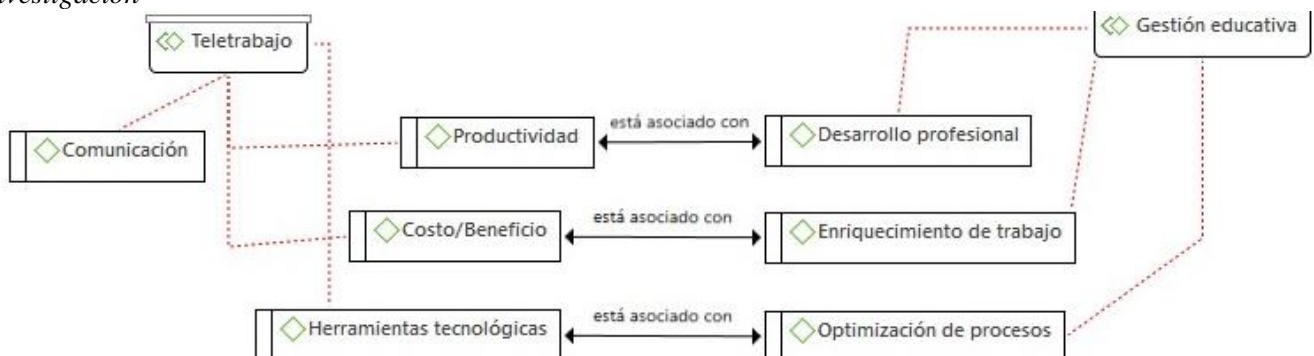 Teletrabajo
Gestión educativa
Comunicación
Productividad
está asociado con
Desarrollo profesional
Costo/Beneficio
está asociado con
Enriquecimiento de trabajo
Herramientas tecnológicas
está asociado con
Optimización de procesos